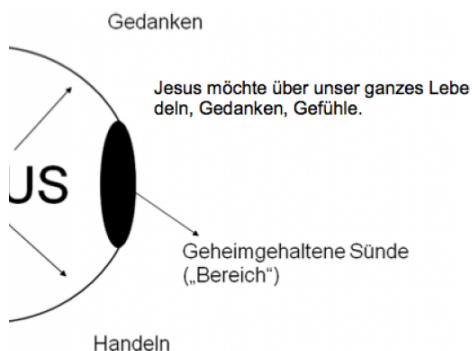 Gedanken
Jesus möchte über unser ganzes Lebe
deln, Gedanken, Gefühle.
US
Geheimgehaltene Sünde
(„Bereich“)
Handeln